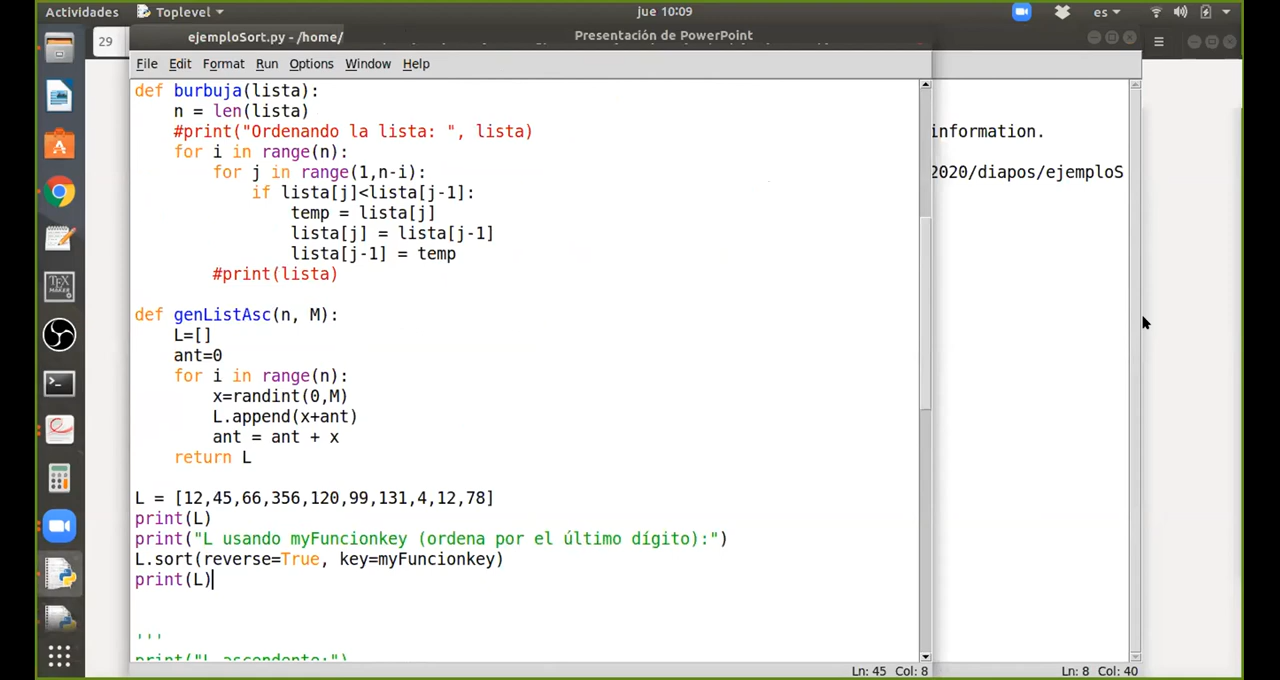 Actividades Toplevel jue 10:09 es
29 ejemploSort.py - /home/ Presentación de PowerPoint
File Edit Format Run Options Window Help
def burbuja(lista):
    n = len(lista)
    #print("Ordenando la lista: ", lista)
information.
    for i in range(n):
        for j in range(1,n-i):
2020/diapos/ejemploS
            if lista[j]<lista[j-1]:
                temp = lista[j]
                lista[j] = lista[j-1]
                lista[j-1] = temp
        #print(lista)
def genListAsc(n, M):
    L=[]
    ant=0
    for i in range(n):
        x=randint(0,M)
        L.append(x+ant)
        ant = ant + x
    return L
L = [12,45,66,356,120,99,131,4,12,78]
print(L)
print("L usando myFuncionkey (ordena por el último dígito):")
L.sort(reverse=True, key=myFuncionkey)
print(L)
'''
print("L ascendente:")
Ln: 45 Col: 8
Ln: 8 Col: 40